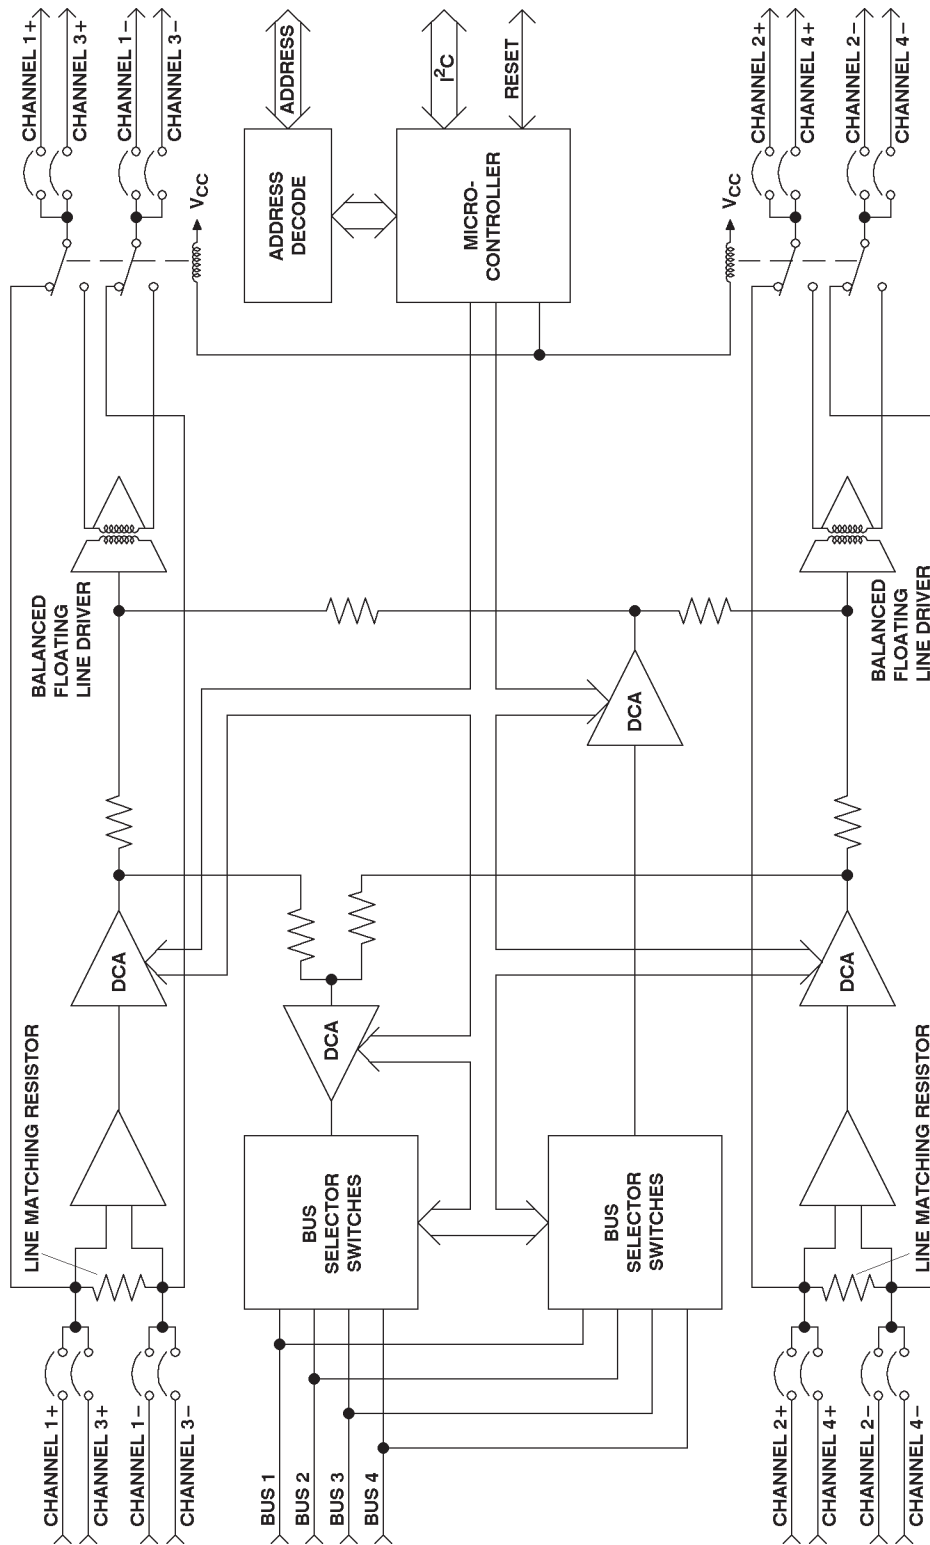 CHANNEL 1+
CHANNEL 3+
CHANNEL 1–
CHANNEL 3–
ADDRESS
I²C
RESET
CHANNEL 2+
CHANNEL 4+
CHANNEL 2–
CHANNEL 4–
VCC
ADDRESS
DECODE
MICRO-
CONTROLLER
VCC
BALANCED
FLOATING
LINE DRIVER
BALANCED
FLOATING
LINE DRIVER
DCA
DCA
DCA
DCA
LINE MATCHING RESISTOR
LINE MATCHING RESISTOR
BUS
SELECTOR
SWITCHES
BUS
SELECTOR
SWITCHES
CHANNEL 1+
CHANNEL 3+
CHANNEL 1–
CHANNEL 3–
BUS 1
BUS 2
BUS 3
BUS 4
CHANNEL 2+
CHANNEL 4+
CHANNEL 2–
CHANNEL 4–